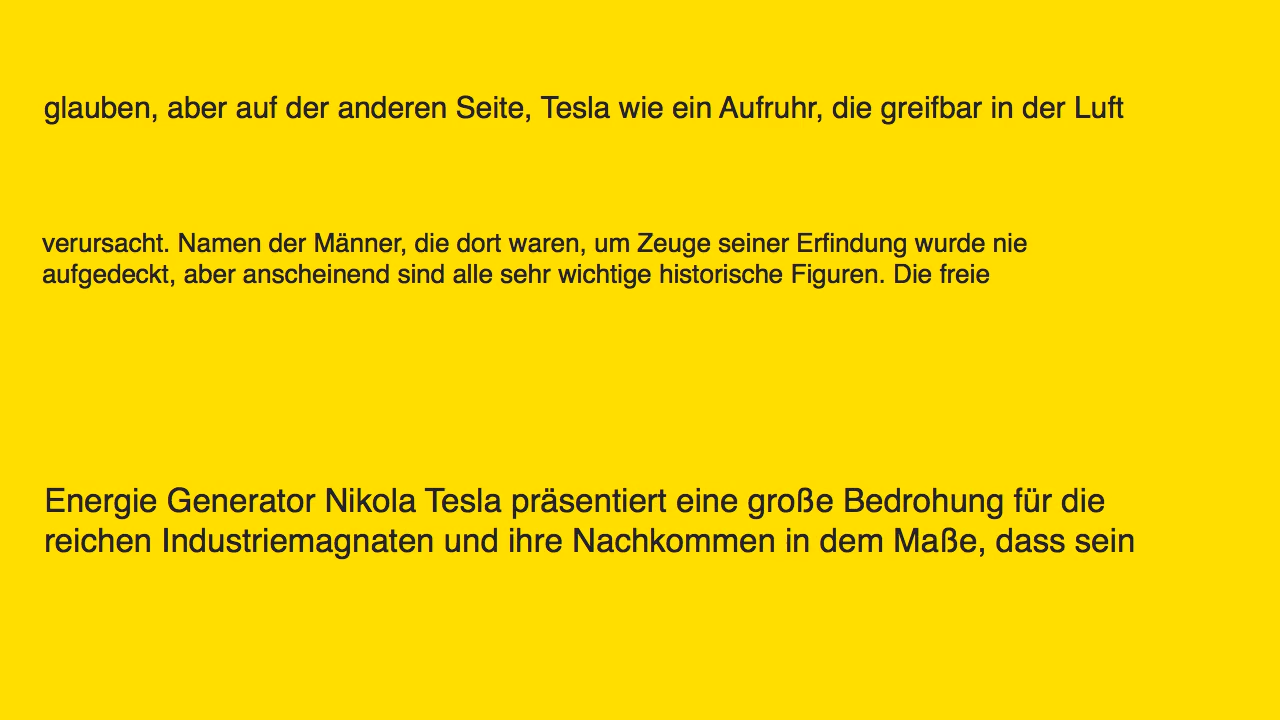 glauben, aber auf der anderen Seite, Tesla wie ein Aufruhr, die greifbar in der Luft
verursacht. Namen der Männer, die dort waren, um Zeuge seiner Erfindung wurde nie
aufgedeckt, aber anscheinend sind alle sehr wichtige historische Figuren. Die freie
Energie Generator Nikola Tesla präsentiert eine große Bedrohung für die
reichen Industriemagnaten und ihre Nachkommen in dem Maße, dass sein